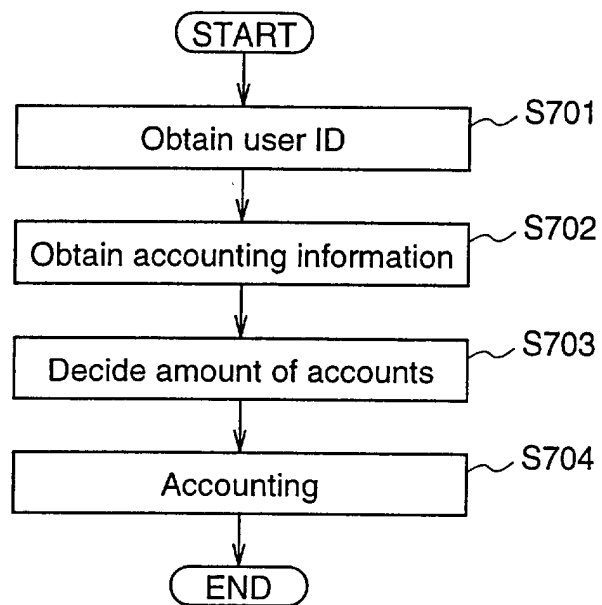 START
Obtain user ID
S701
Obtain accounting information
S702
Decide amount of accounts
S703
Accounting
S704
END